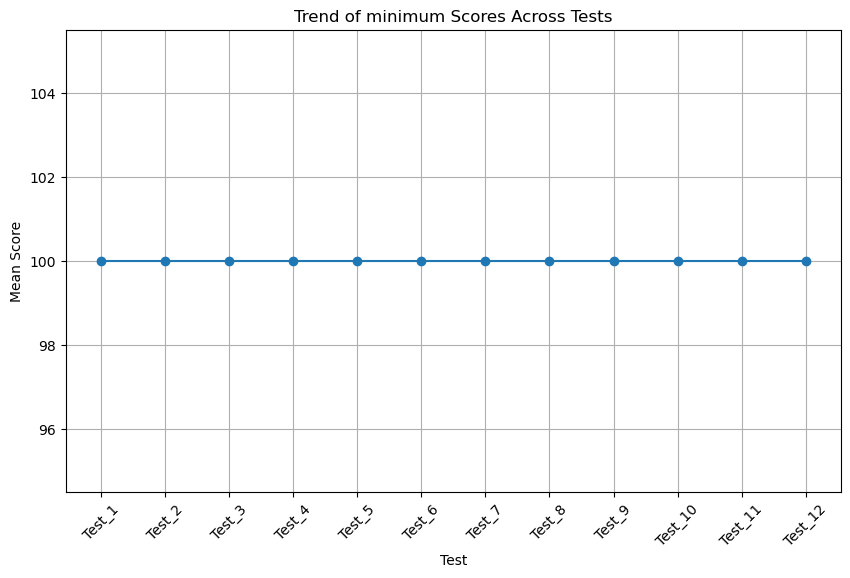 Trend of minimum Scores Across Tests
Mean Score
104
102
100
98
96
Test_1
Test_2
Test_3
Test_4
Test_5
Test_6
Test_7
Test_8
Test_9
Test_10
Test_11
Test_12
Test